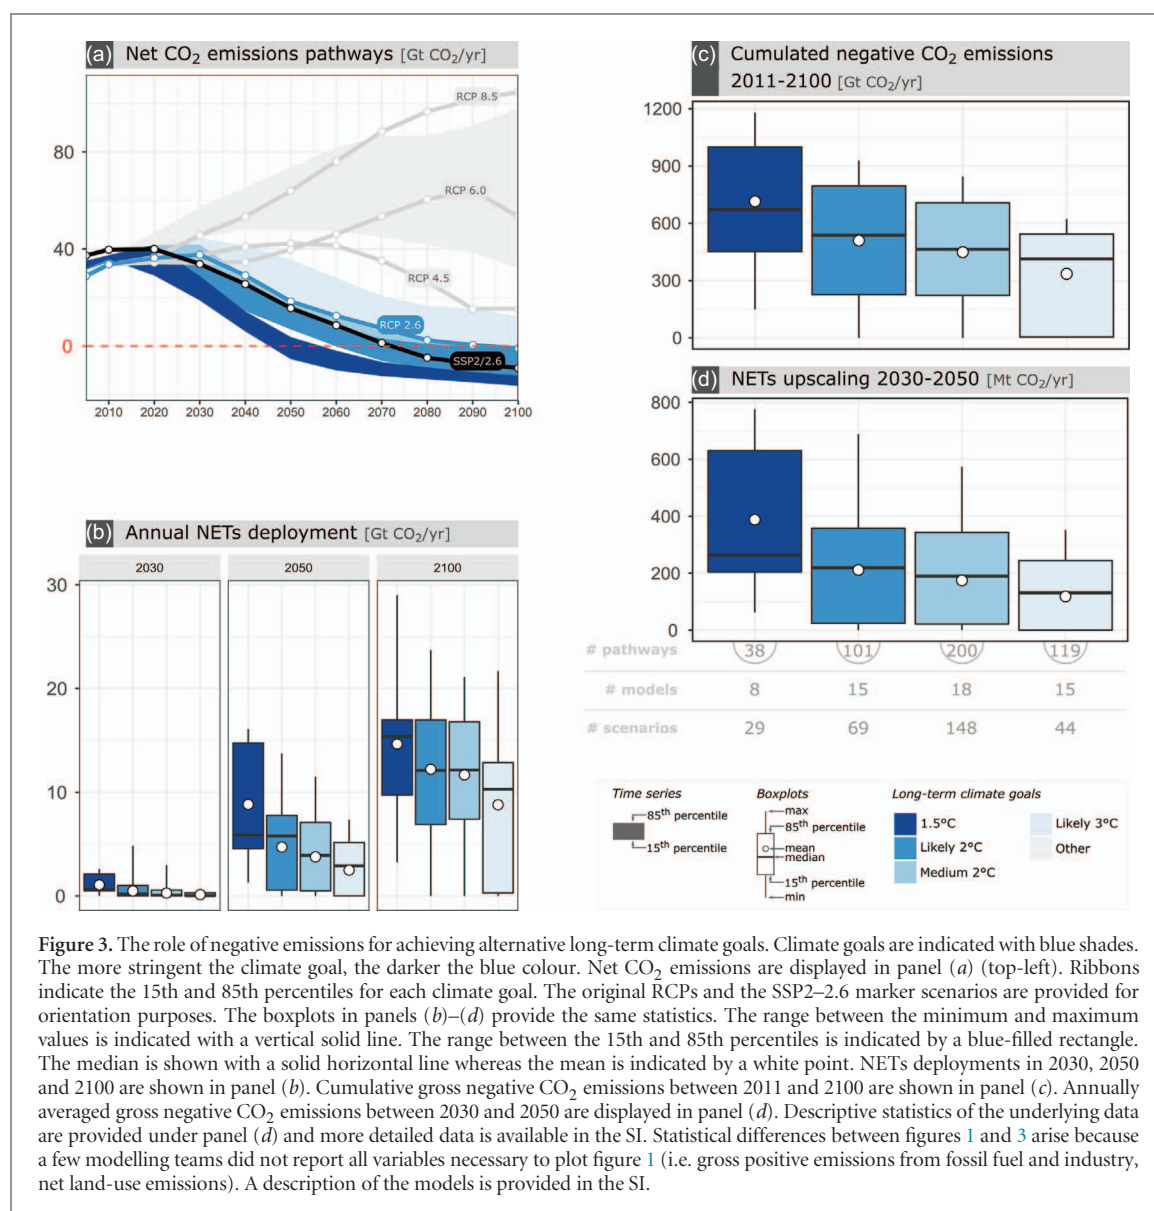 (a) Net CO₂ emissions pathways [Gt CO₂/yr]
RCP 8.5
80
RCP 6.0
40
RCP 4.5
RCP 2.6
0
SSP2/2.6
2010 2020 2030 2040 2050 2060 2070 2080 2090 2100
(b) Annual NETs deployment [Gt CO₂/yr]
2030 2050 2100
30
20
10
0
(c) Cumulated negative CO₂ emissions
2011-2100 [Gt CO₂/yr]
1200
900
600
300
0
(d) NETs upscaling 2030-2050 [Mt CO₂/yr]
800
600
400
200
0
# pathways 38 101 200 119
# models 8 15 18 15
# scenarios 29 69 148 44
Time series
85th percentile
15th percentile
Boxplots
max
85th percentile
mean
median
15th percentile
min
Long-term climate goals
1.5°C
Likely 2°C
Medium 2°C
Likely 3°C
Other
Figure 3. The role of negative emissions for achieving alternative long-term climate goals. Climate goals are indicated with blue shades.
The more stringent the climate goal, the darker the blue colour. Net CO₂ emissions are displayed in panel (a) (top-left). Ribbons
indicate the 15th and 85th percentiles for each climate goal. The original RCPs and the SSP2–2.6 marker scenarios are provided for
orientation purposes. The boxplots in panels (b)–(d) provide the same statistics. The range between the minimum and maximum
values is indicated with a vertical solid line. The range between the 15th and 85th percentiles is indicated by a blue-filled rectangle.
The median is shown with a solid horizontal line whereas the mean is indicated by a white point. NETs deployments in 2030, 2050
and 2100 are shown in panel (b). Cumulative gross negative CO₂ emissions between 2011 and 2100 are shown in panel (c). Annually
averaged gross negative CO₂ emissions between 2030 and 2050 are displayed in panel (d). Descriptive statistics of the underlying data
are provided under panel (d) and more detailed data is available in the SI. Statistical differences between figures 1 and 3 arise because
a few modelling teams did not report all variables necessary to plot figure 1 (i.e. gross positive emissions from fossil fuel and industry,
net land-use emissions). A description of the models is provided in the SI.